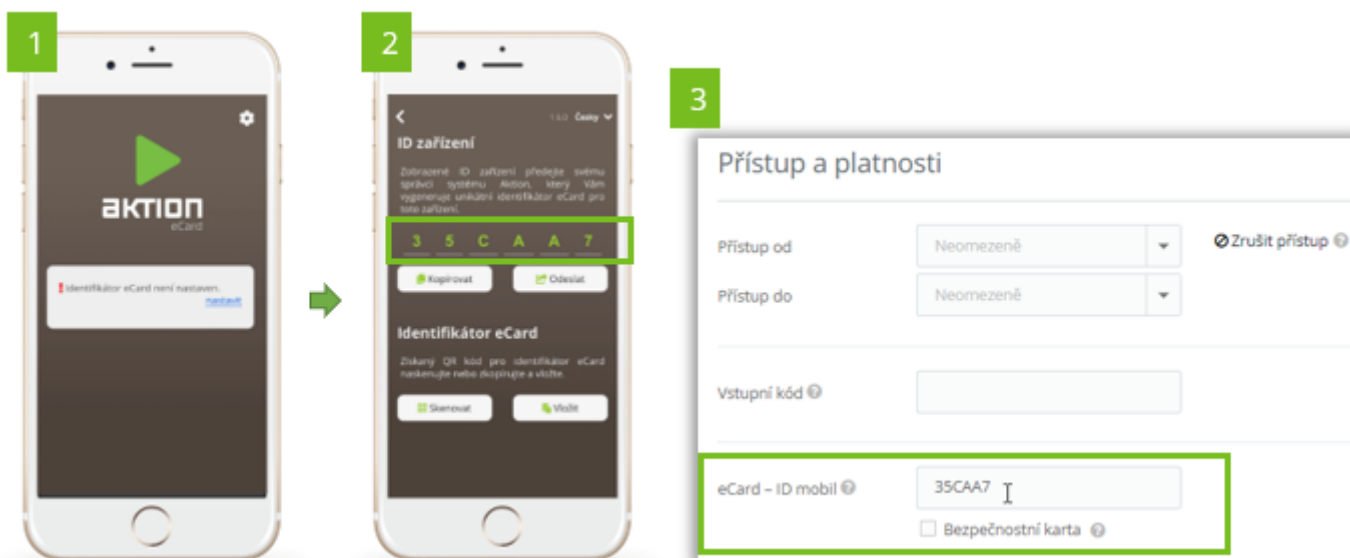 1
aktion
eCard
! Identifikátor eCard není nastaven.
nastavit
2
1.6.0 Česky
ID zařízení
Zobrazené ID zařízení předejte svému
správci systému Aktion, který Vám
vygeneruje unikátní identifikátor eCard pro
toto zařízení.
3 5 C A A 7
Kopírovat
Odeslat
Identifikátor eCard
Získaný QR kód pro identifikátor eCard
naskenujte nebo zkopírujte a vložte.
Skenovat
Vložit
3
Přístup a platnosti
Přístup od
Neomezeně
Zrušit přístup
Přístup do
Neomezeně
Vstupní kód
eCard – ID mobil
35CAA7
Bezpečnostní karta